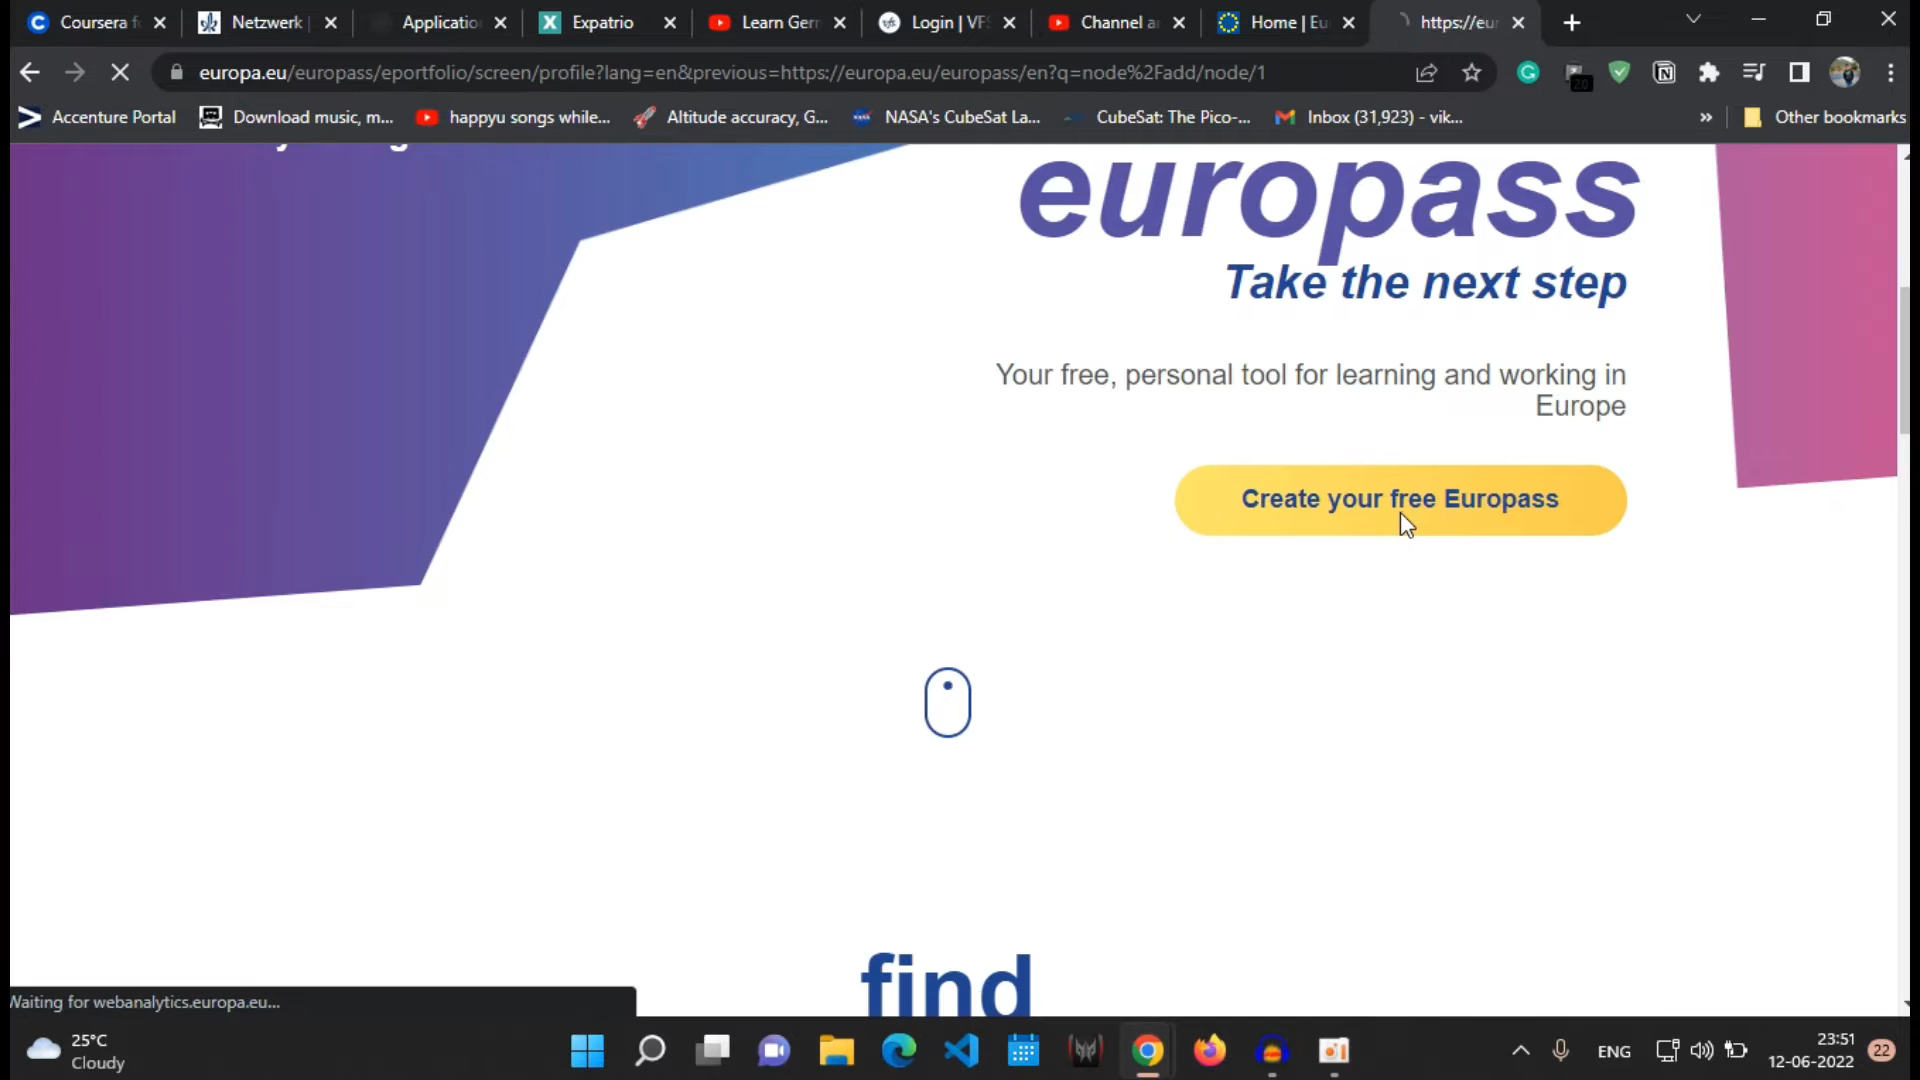 Coursera f
Netzwerk
Applicatio
Expatrio
Learn Ger
Login | VFS
Channel a
Home | Eu
https://eur
europa.eu/europass/eportfolio/screen/profile?lang=en&previous=https://europa.eu/europass/en?q=node%2Fadd/node/1
20
Accenture Portal
Download music, m...
happyu songs while...
Altitude accuracy, G...
NASA's CubeSat La...
CubeSat: The Pico-...
Inbox (31,923) - vik...
»
Other bookmarks
europass
Take the next step
Your free, personal tool for learning and working in
Europe
Create your free Europass
find
Waiting for webanalytics.europa.eu...
25°C
Cloudy
ENG
23:51
12-06-2022
22